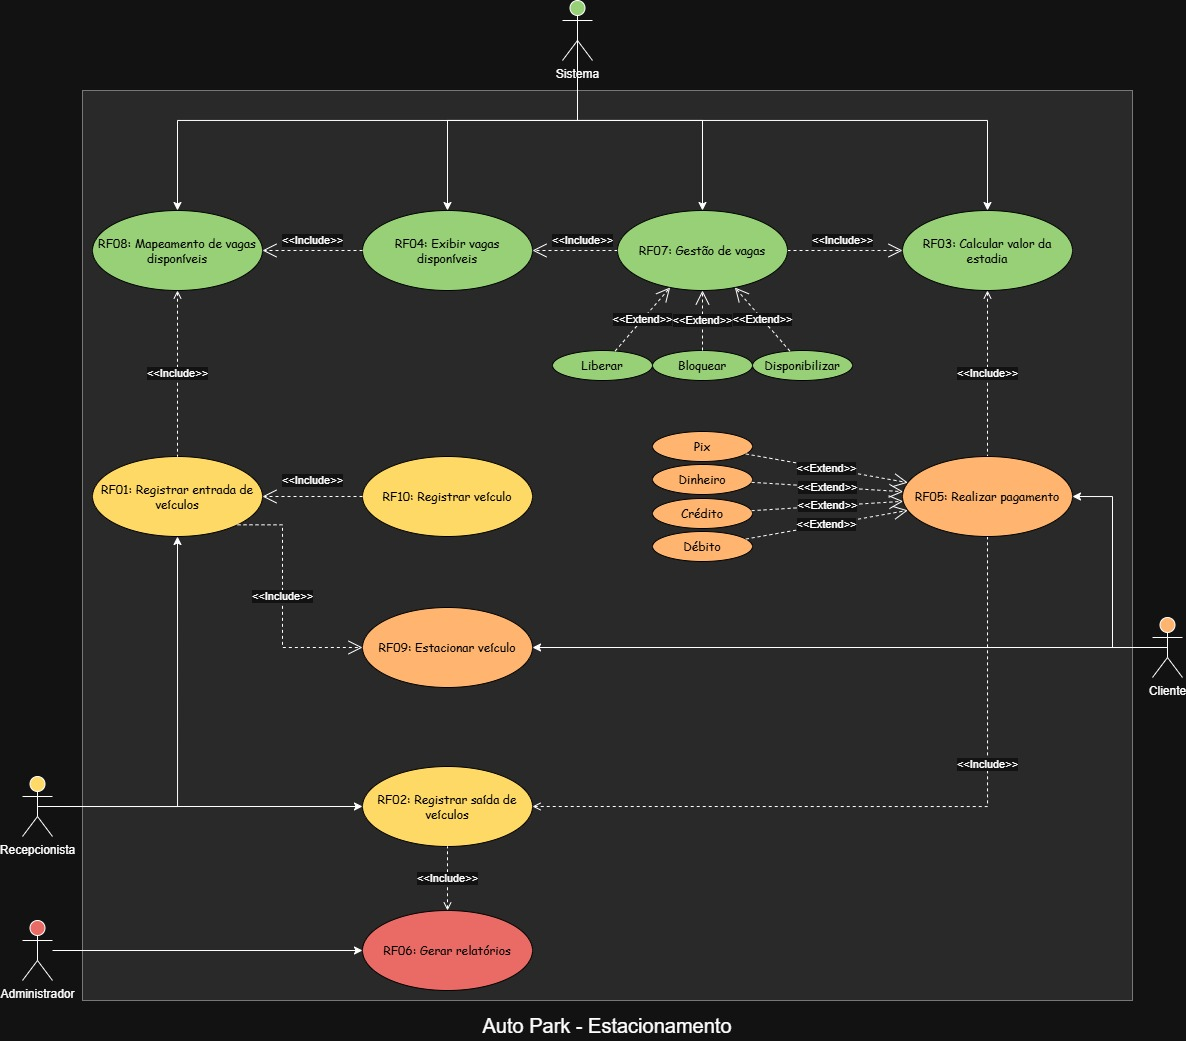 Sistema
RF08: Mapeamento de vagas
disponíveis
<<Include>>
RF04: Exibir vagas
disponíveis
<<Include>>
RF07: Gestão de vagas
<<Include>>
RF03: Calcular valor da
estadia
<<Extend>>
<<Extend>>
<<Extend>>
Liberar
Bloquear
Disponibilizar
<<Include>>
<<Include>>
Pix
Dinheiro
Crédito
Débito
<<Extend>>
<<Extend>>
<<Extend>>
<<Extend>>
RF01: Registrar entrada de
veículos
<<Include>>
RF10: Registrar veículo
RF05: Realizar pagamento
<<Include>>
RF09: Estacionar veículo
Cliente
<<Include>>
Recepcionista
RF02: Registrar saída de
veículos
<<Include>>
Administrador
RF06: Gerar relatórios
Auto Park - Estacionamento